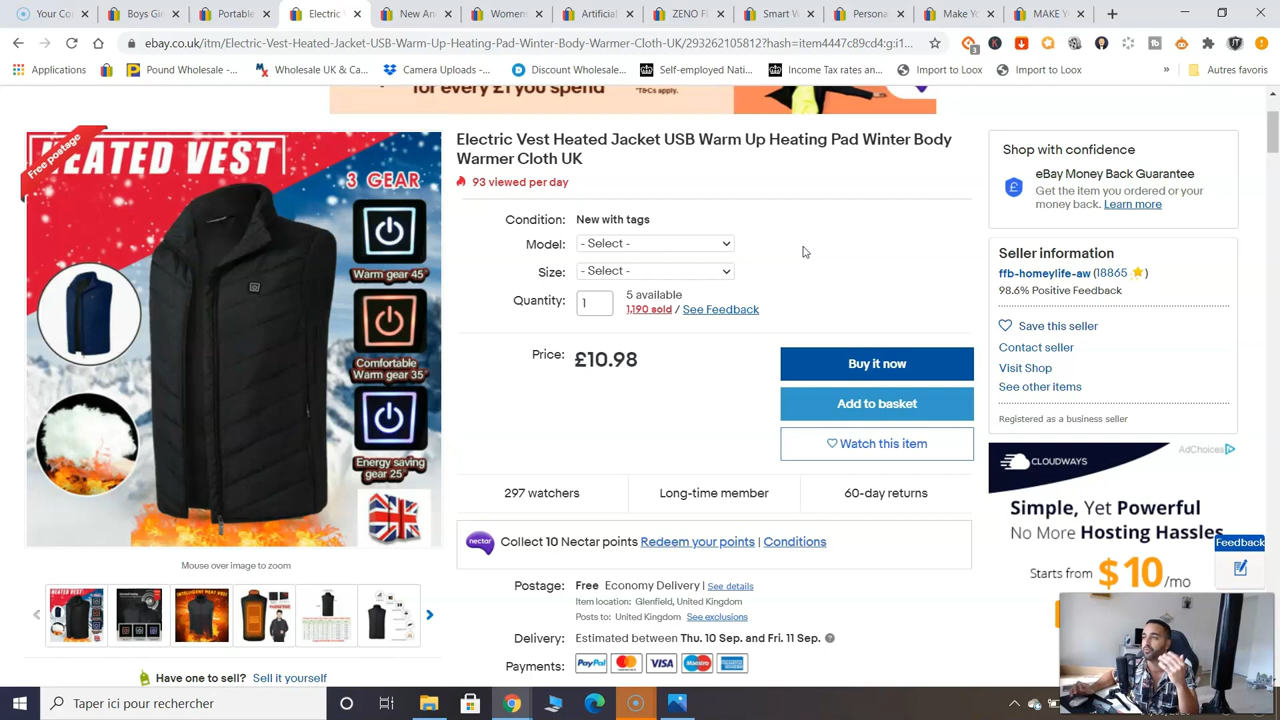 Boys Gir
Portable
Electric V
New An
Women
Artificial
ZENO Fi
Smart W
Persona
Make Yo
MAKE Y
ebay.co.uk/itm/Electric-Vest-Heated-Jacket-USB-Warm-Up-Heating-Pad-Winter-Body-Warmer-Cloth-UK/293262105812?hash=item4447c89cd4:g:i1...
Applications
Pound Wholesale -...
Wholesale UK & Ca...
Camera Uploads -...
Discount Wholesale...
Self-employed Nati...
Income Tax rates an...
Import to Loox
Import to Loox
»
Autres favoris
for every £1 you spend
*T&Cs apply.
Free postage
HEATED VEST
3 GEAR
Warm gear 45°
Comfortable
Warm gear 35°
Energy saving
gear 25°
Mouse over image to zoom
Have one to sell? Sell it yourself
Electric Vest Heated Jacket USB Warm Up Heating Pad Winter Body
Warmer Cloth UK
93 viewed per day
Condition: New with tags
Model: - Select -
Size: - Select -
Quantity: 1 5 available
1,190 sold / See Feedback
Price: £10.98
Buy it now
Add to basket
Watch this item
297 watchers
Long-time member
60-day returns
nectar Collect 10 Nectar points Redeem your points | Conditions
Postage: Free Economy Delivery | See details
Item location: Glenfield, United Kingdom
Posts to: United Kingdom See exclusions
Delivery: Estimated between Thu. 10 Sep. and Fri. 11 Sep.
Payments: PayPal VISA
Shop with confidence
eBay Money Back Guarantee
Get the item you ordered or your
money back. Learn more
Seller information
ffb-homeylife-aw (18865 )
98.6% Positive Feedback
Save this seller
Contact seller
Visit Shop
See other items
Registered as a business seller
AdChoices
CLOUDWAYS
Simple, Yet Powerful
No More Hosting Hassles
Starts from $10/mo
Feedback
Taper ici pour rechercher